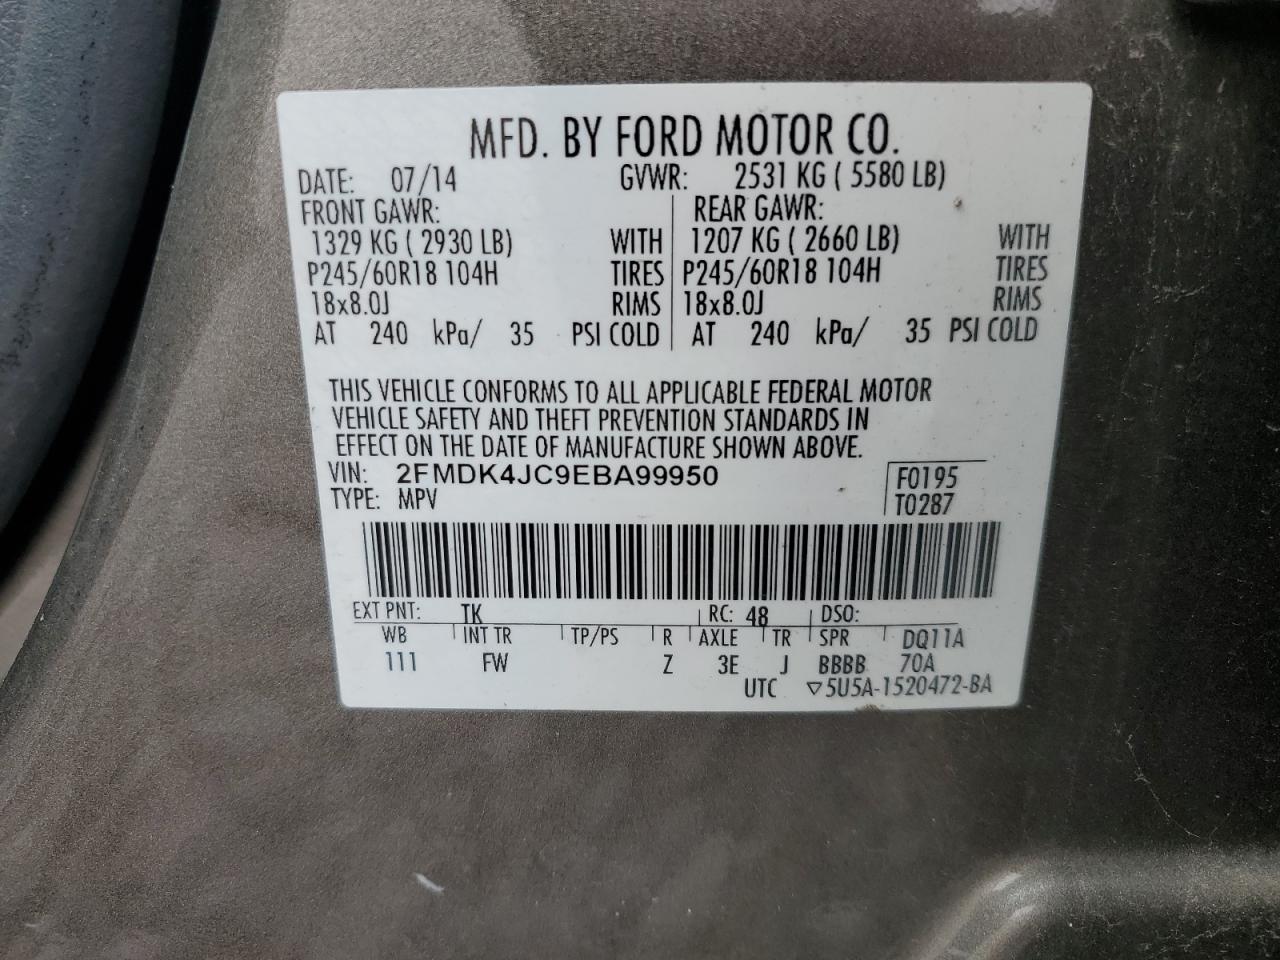 MFD. BY FORD MOTOR CO.
DATE: 07/14 GVWR: 2531 KG ( 5580 LB)
FRONT GAWR: REAR GAWR:
1329 KG ( 2930 LB) WITH 1207 KG ( 2660 LB) WITH
P245/60R18 104H TIRES P245/60R18 104H TIRES
18x8.0J RIMS 18x8.0J RIMS
AT 240 kPa/ 35 PSI COLD AT 240 kPa/ 35 PSI COLD
THIS VEHICLE CONFORMS TO ALL APPLICABLE FEDERAL MOTOR
VEHICLE SAFETY AND THEFT PREVENTION STANDARDS IN
EFFECT ON THE DATE OF MANUFACTURE SHOWN ABOVE.
VIN: 2FMDK4JC9EBA99950 F0195
TYPE: MPV T0287
EXT PNT: TK RC: 48 DSO:
WB INT TR TP/PS R AXLE TR SPR DQ11A
111 FW Z 3E J BBBB 70A
UTC ▽5U5A-1520472-BA